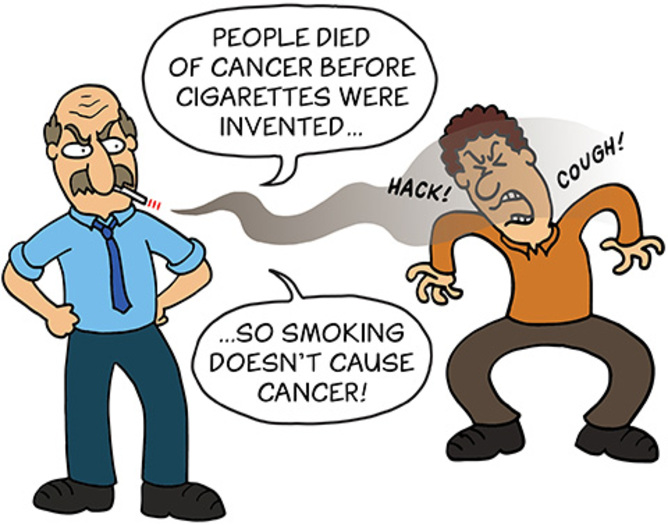 PEOPLE DIED
OF CANCER BEFORE
CIGARETTES WERE
INVENTED...
HACK!
COUGH!
...SO SMOKING
DOESN'T CAUSE
CANCER!